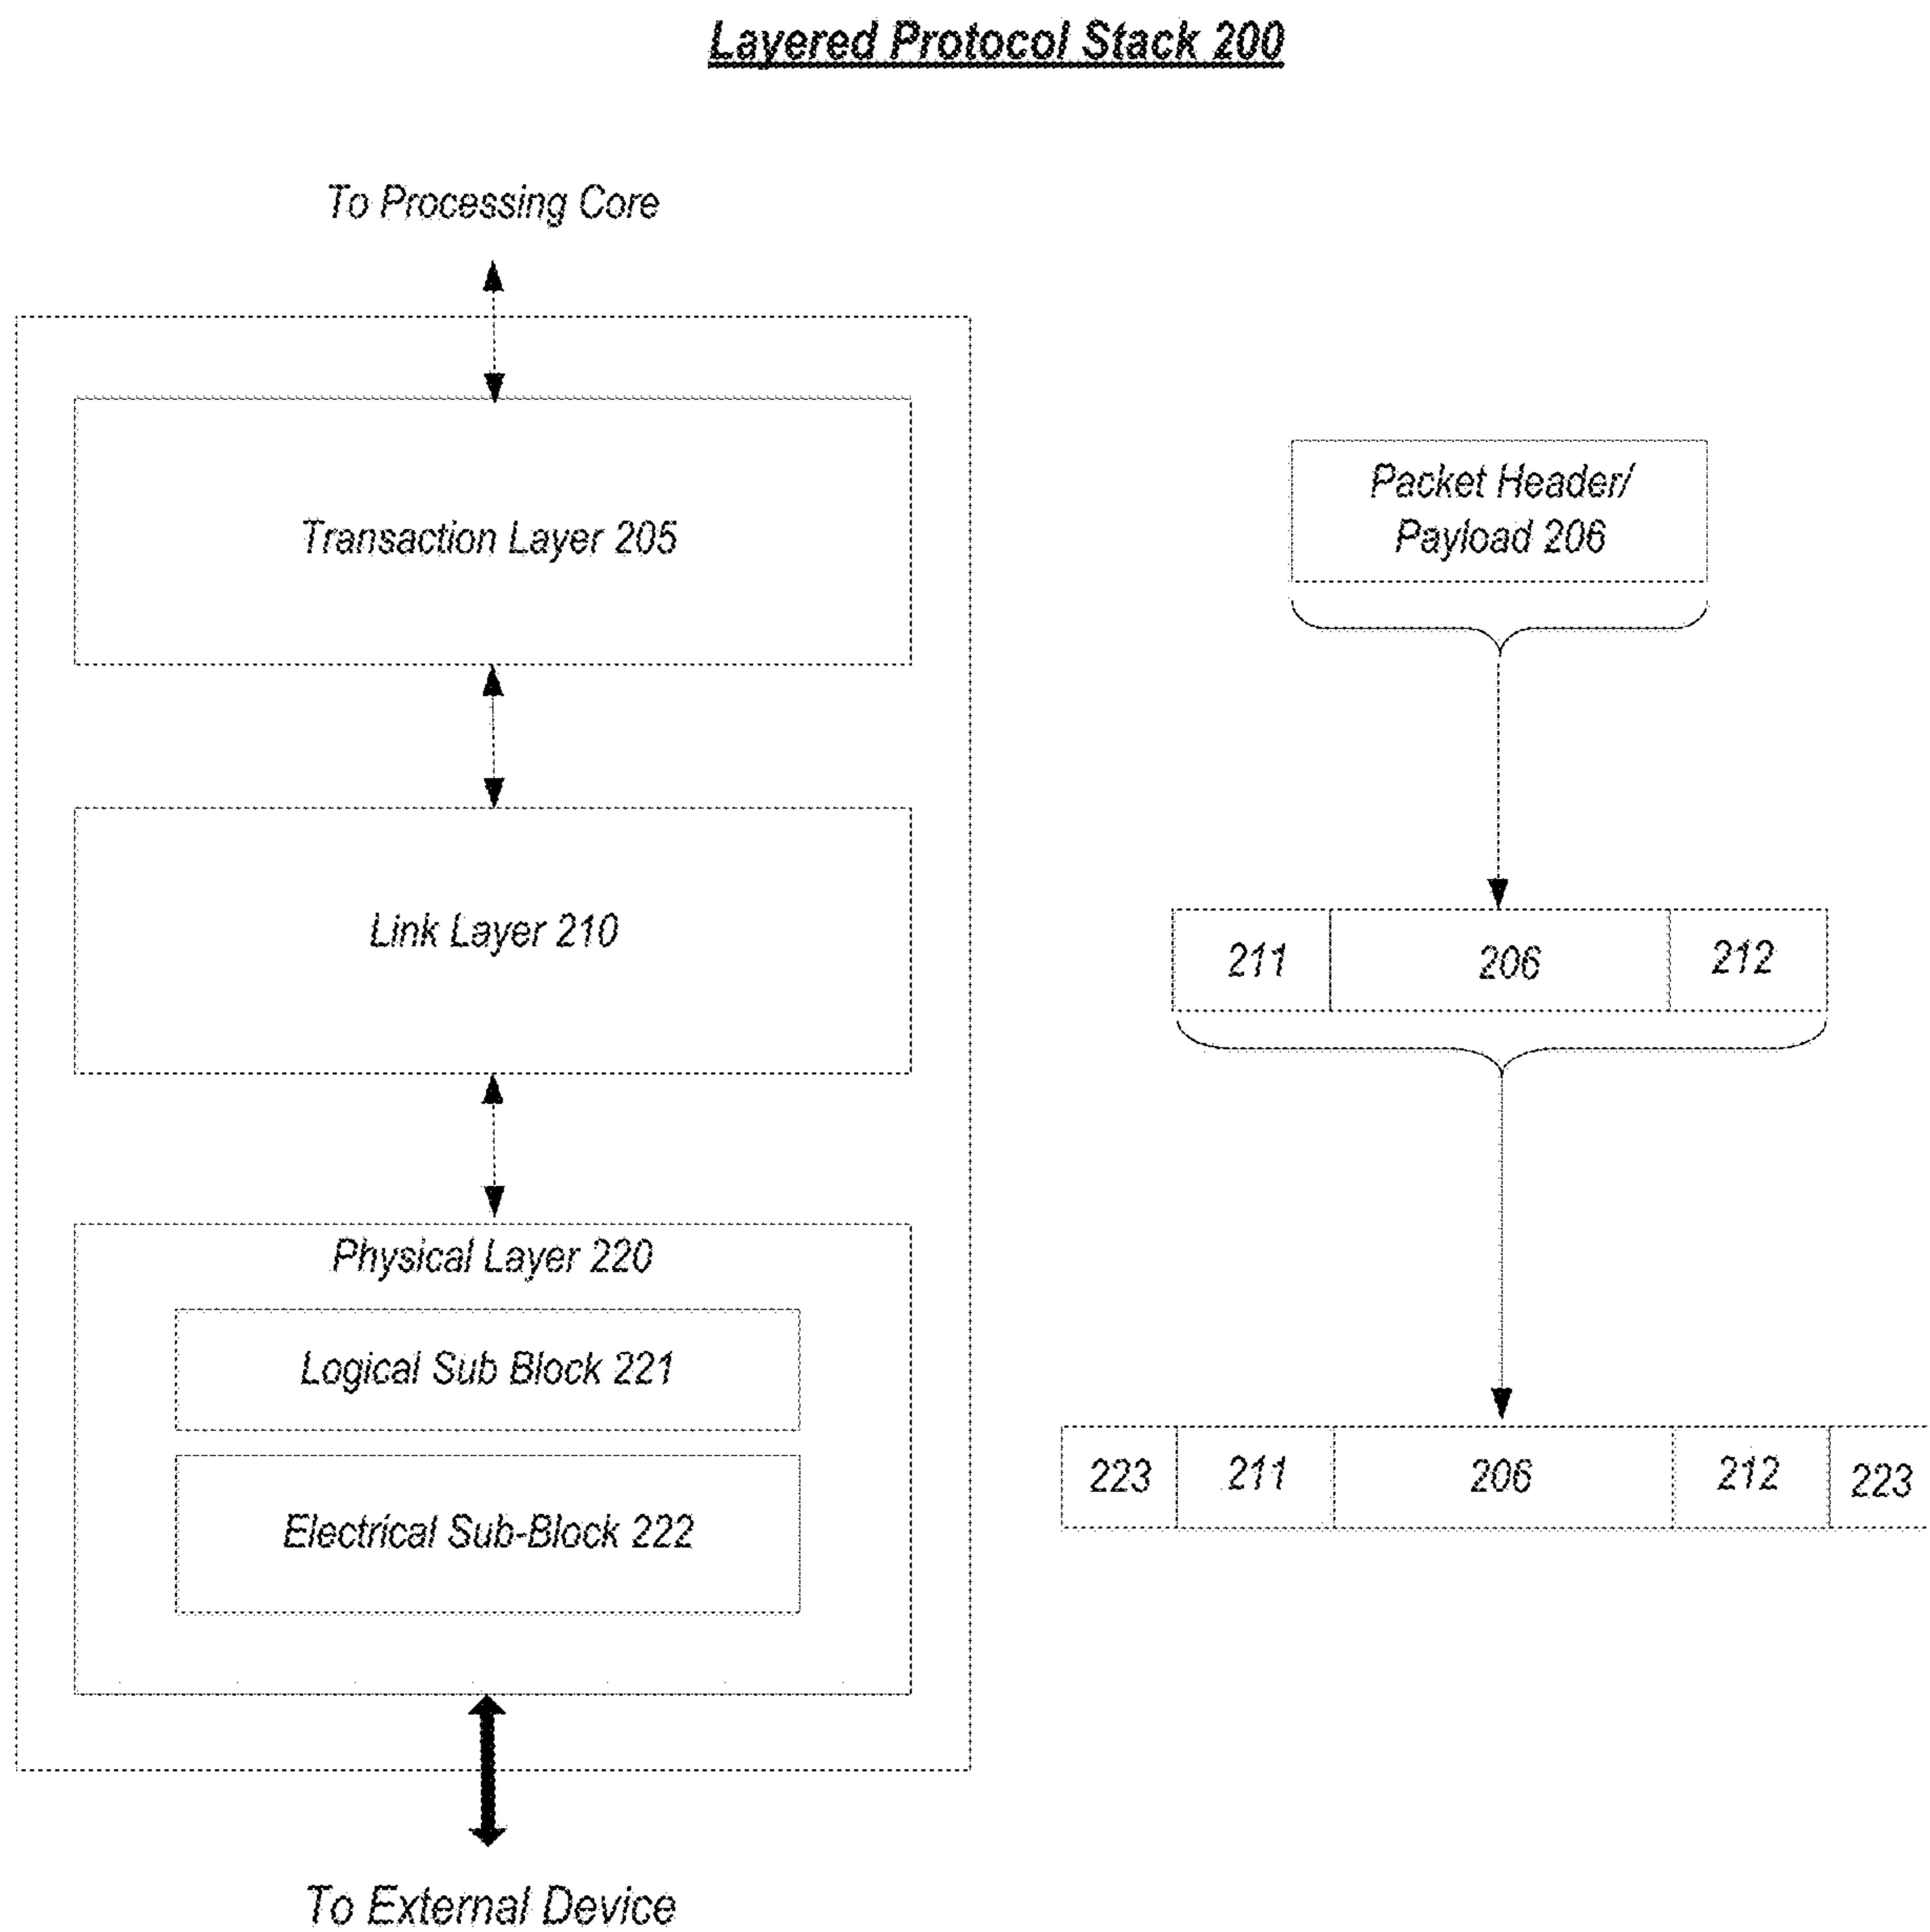 Layered Protocol Stack 200
To Processing Core
Transaction Layer 205
Link Layer 210
Physical Layer 220
Logical Sub Block 221
Electrical Sub-Block 222
To External Device
Packet Header/
Payload 206
211 206 212
223 211 206 212 223